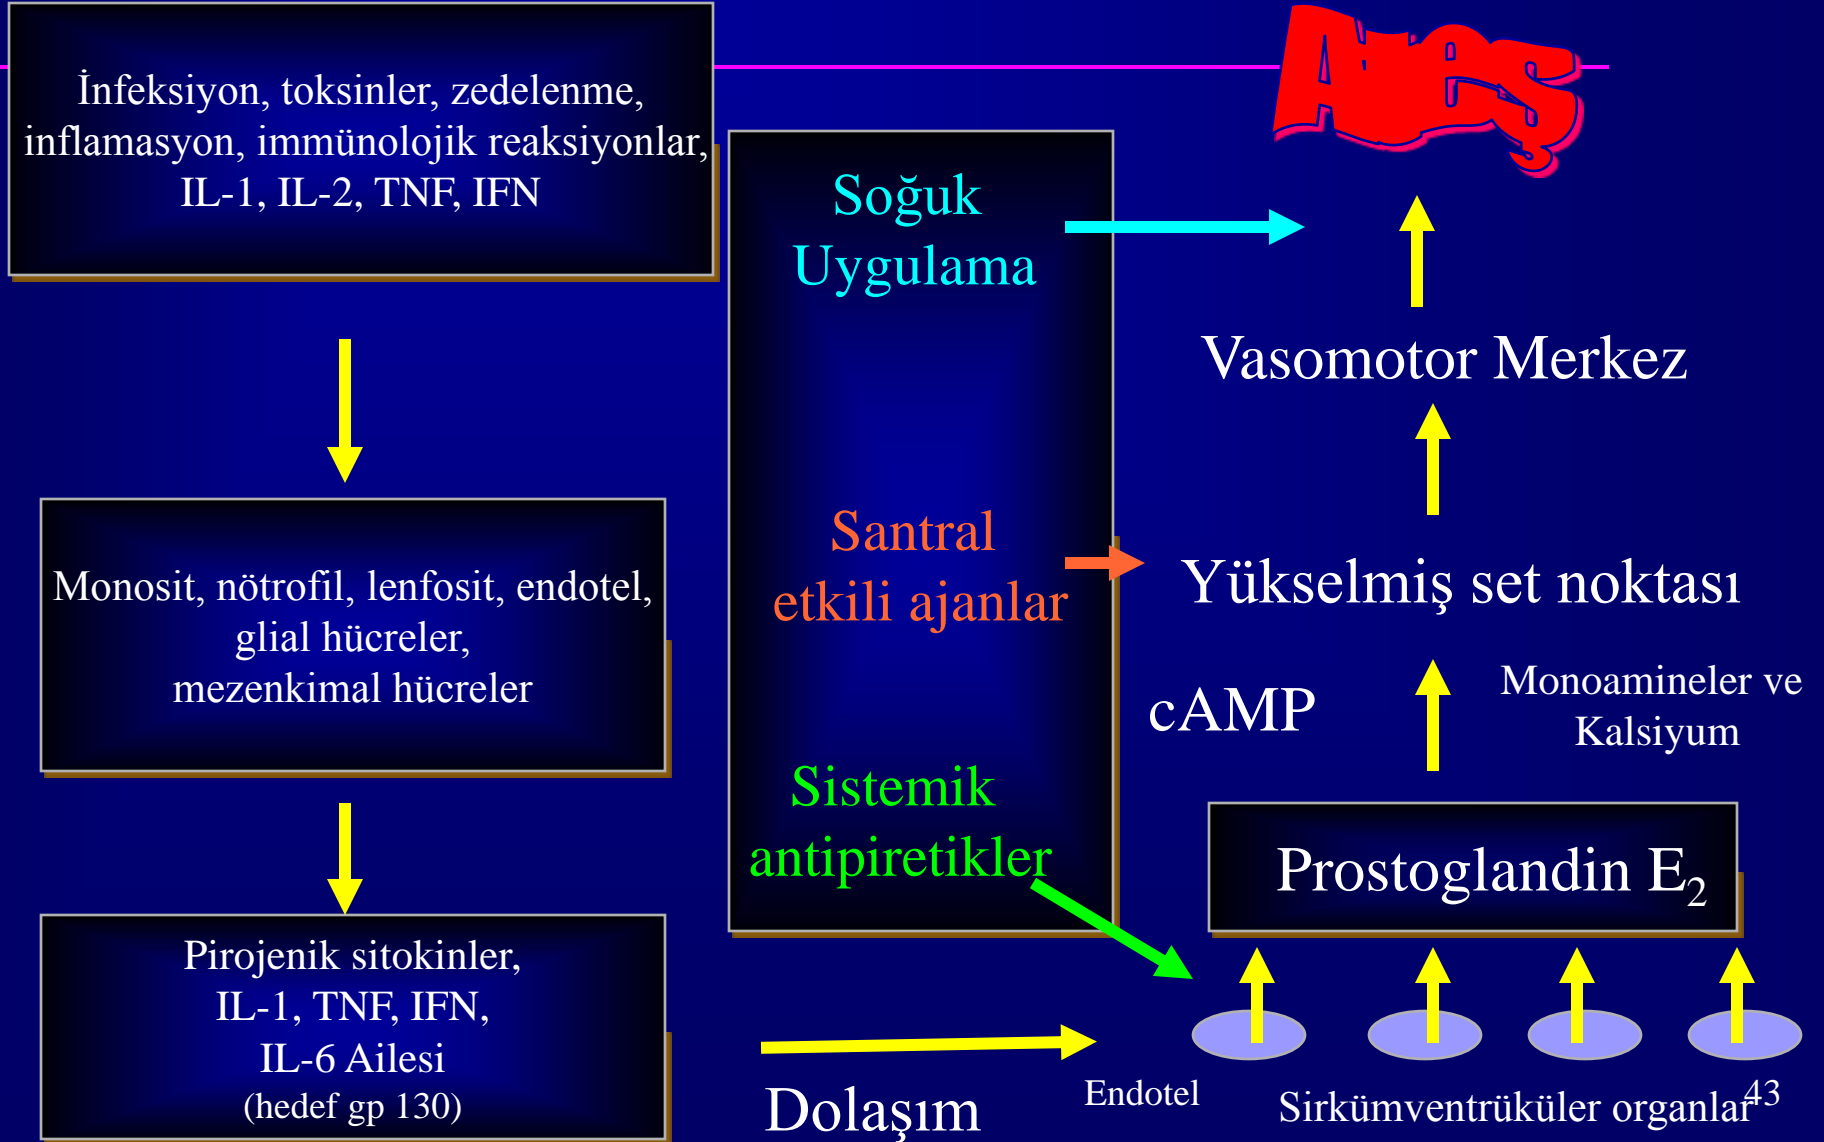 İnfeksiyon, toksinler, zedelenme,
inflamasyon, immünolojik reaksiyonlar,
IL-1, IL-2, TNF, IFN
Monosit, nötrofil, lenfosit, endotel,
glial hücreler,
mezenkimal hücreler
Pirojenik sitokinler,
IL-1, TNF, IFN,
IL-6 Ailesi
(hedef gp 130)
Soğuk
Uygulama
Santral
etkili ajanlar
Sistemik
antipiretikler
Dolaşım
Ateş
Vasomotor Merkez
Yükselmiş set noktası
cAMP
Monoamineler ve
Kalsiyum
Prostoglandin E₂
Endotel
Sirkümventrüküler organlar
43